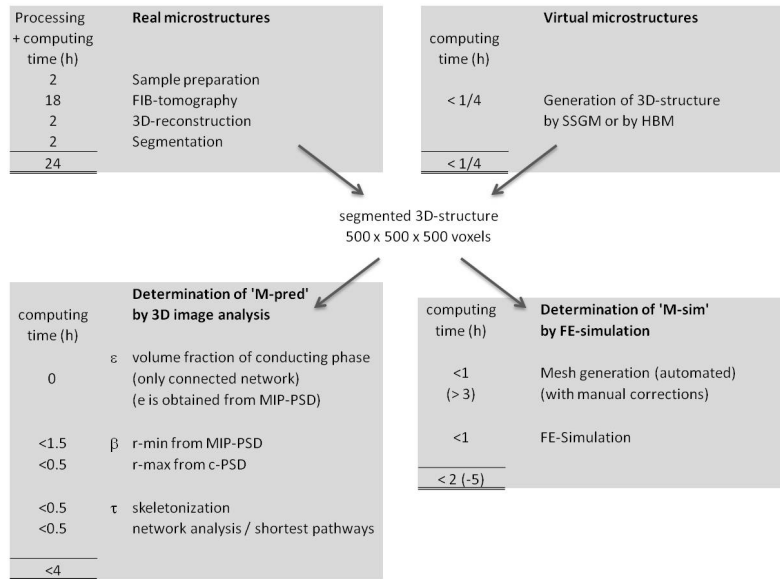 Processing
+ computing
time (h)
Real microstructures
2 Sample preparation
18 FIB-tomography
2 3D-reconstruction
2 Segmentation
24
Virtual microstructures
computing
time (h)
< 1/4 Generation of 3D-structure
by SSGM or by HBM
< 1/4
segmented 3D-structure
500 x 500 x 500 voxels
computing
time (h)
Determination of 'M-pred'
by 3D image analysis
ε volume fraction of conducting phase
0 (only connected network)
(e is obtained from MIP-PSD)
<1.5 β r-min from MIP-PSD
<0.5 r-max from c-PSD
<0.5 τ skeletonization
<0.5 network analysis / shortest pathways
<4
computing
time (h)
Determination of 'M-sim'
by FE-simulation
<1 Mesh generation (automated)
(> 3) (with manual corrections)
<1 FE-Simulation
< 2 (-5)